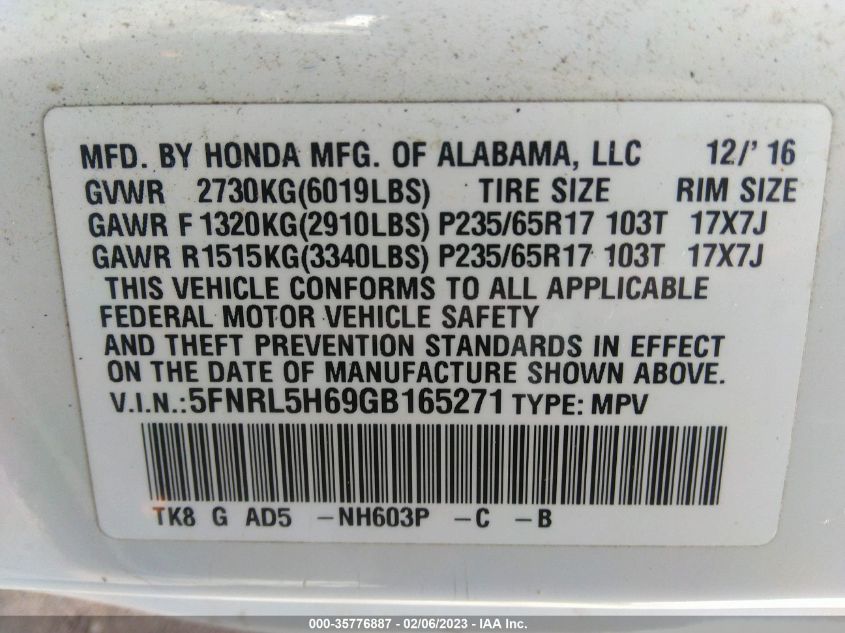 MFD. BY HONDA MFG. OF ALABAMA, LLC 12/' 16
GVWR 2730KG(6019LBS) TIRE SIZE RIM SIZE
GAWR F 1320KG(2910LBS) P235/65R17 103T 17X7J
GAWR R1515KG(3340LBS) P235/65R17 103T 17X7J
THIS VEHICLE CONFORMS TO ALL APPLICABLE
FEDERAL MOTOR VEHICLE SAFETY
AND THEFT PREVENTION STANDARDS IN EFFECT
ON THE DATE OF MANUFACTURE SHOWN ABOVE.
V.I.N.:5FNRL5H69GB165271 TYPE: MPV
TK8 G AD5 -NH603P -C -B
000-35776887 - 02/06/2023 - IAA Inc.